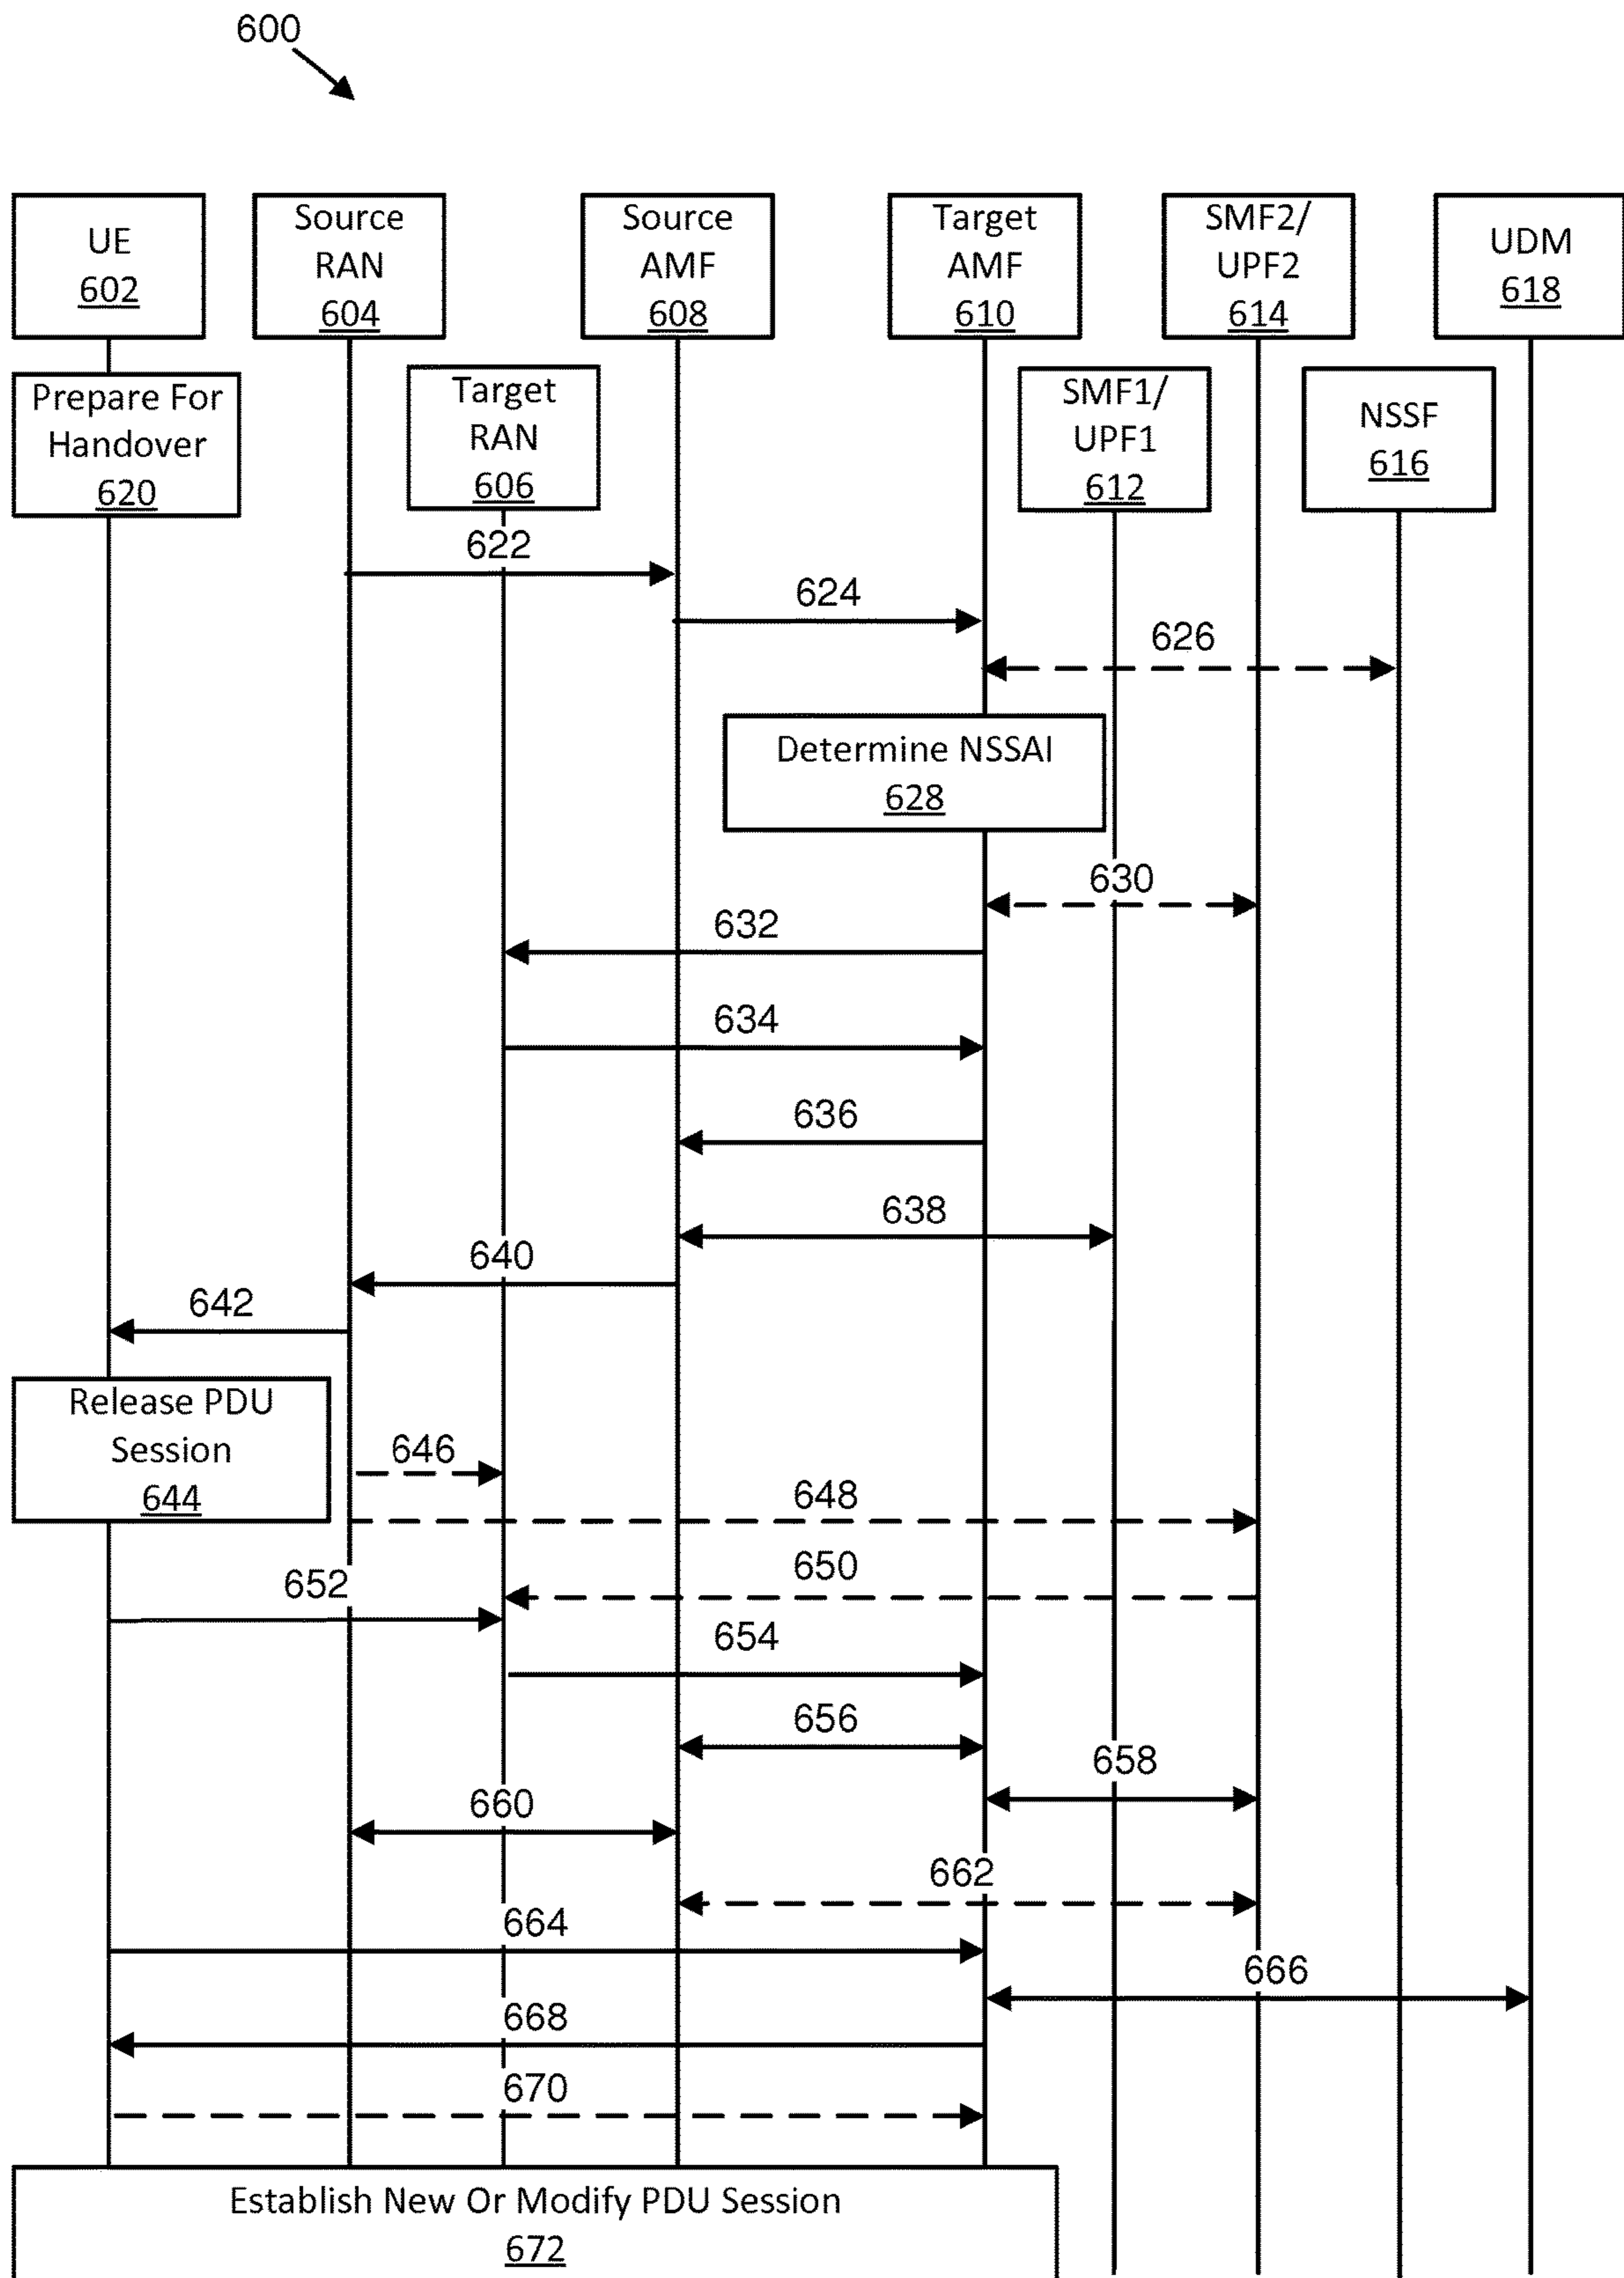 600
UE
602
Source
RAN
604
Source
AMF
608
Target
AMF
610
SMF2/
UPF2
614
UDM
618
Prepare For
Handover
620
Target
RAN
606
SMF1/
UPF1
612
NSSF
616
622
624
626
Determine NSSAI
628
630
632
634
636
638
640
642
Release PDU
Session
644
646
648
650
652
654
656
658
660
662
664
666
668
670
Establish New Or Modify PDU Session
672